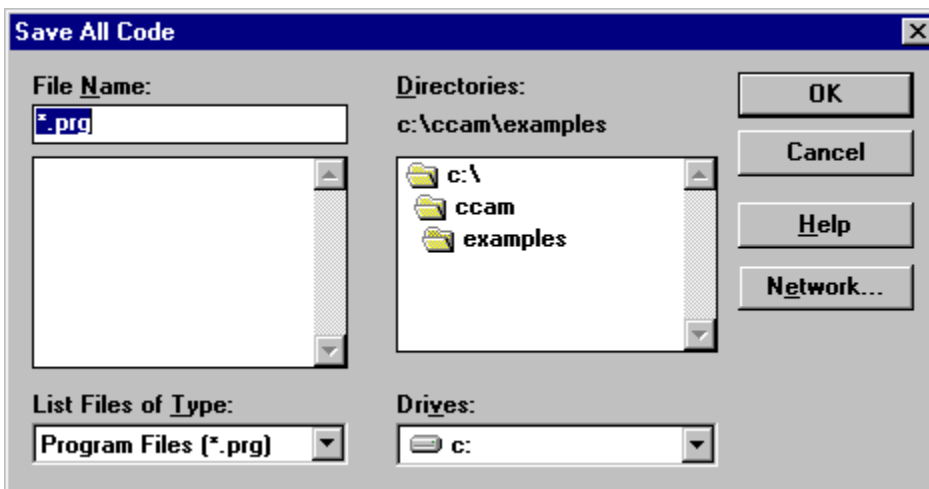 Save All Code
File Name:
*.prg
List Files of Type:
Program Files (*.prg)
Directories:
c:\ccam\examples
c:\
ccam
examples
Drives:
c:
OK
Cancel
Help
Network...